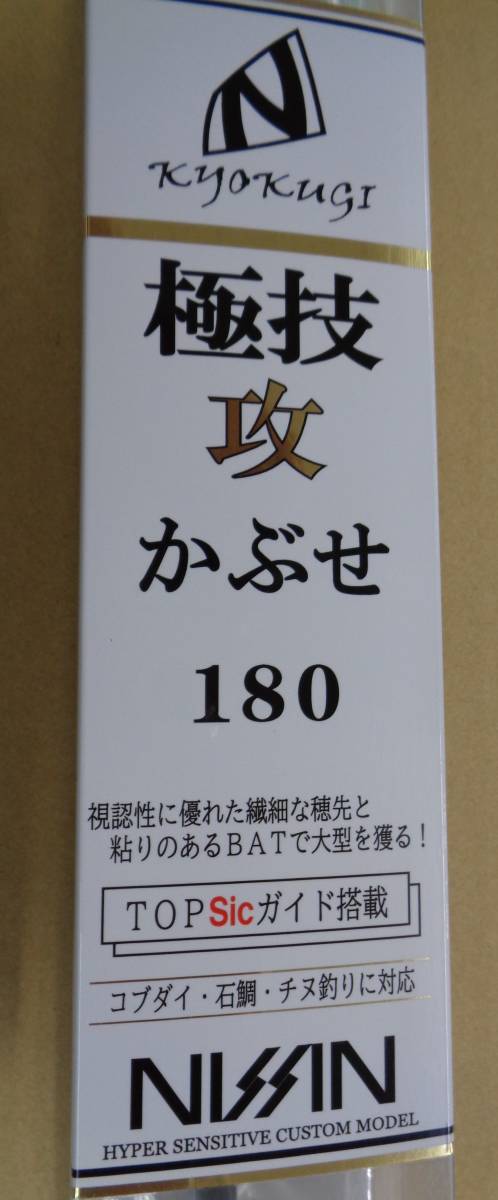 N
KYOKUGI
極技
攻
かぶせ
180
視認性に優れた繊細な穂先と
粘りのあるBATで大型を獲る！
TOPSicガイド搭載
コブダイ・石鯛・チヌ釣りに対応
NISSIN
HYPER SENSITIVE CUSTOM MODEL